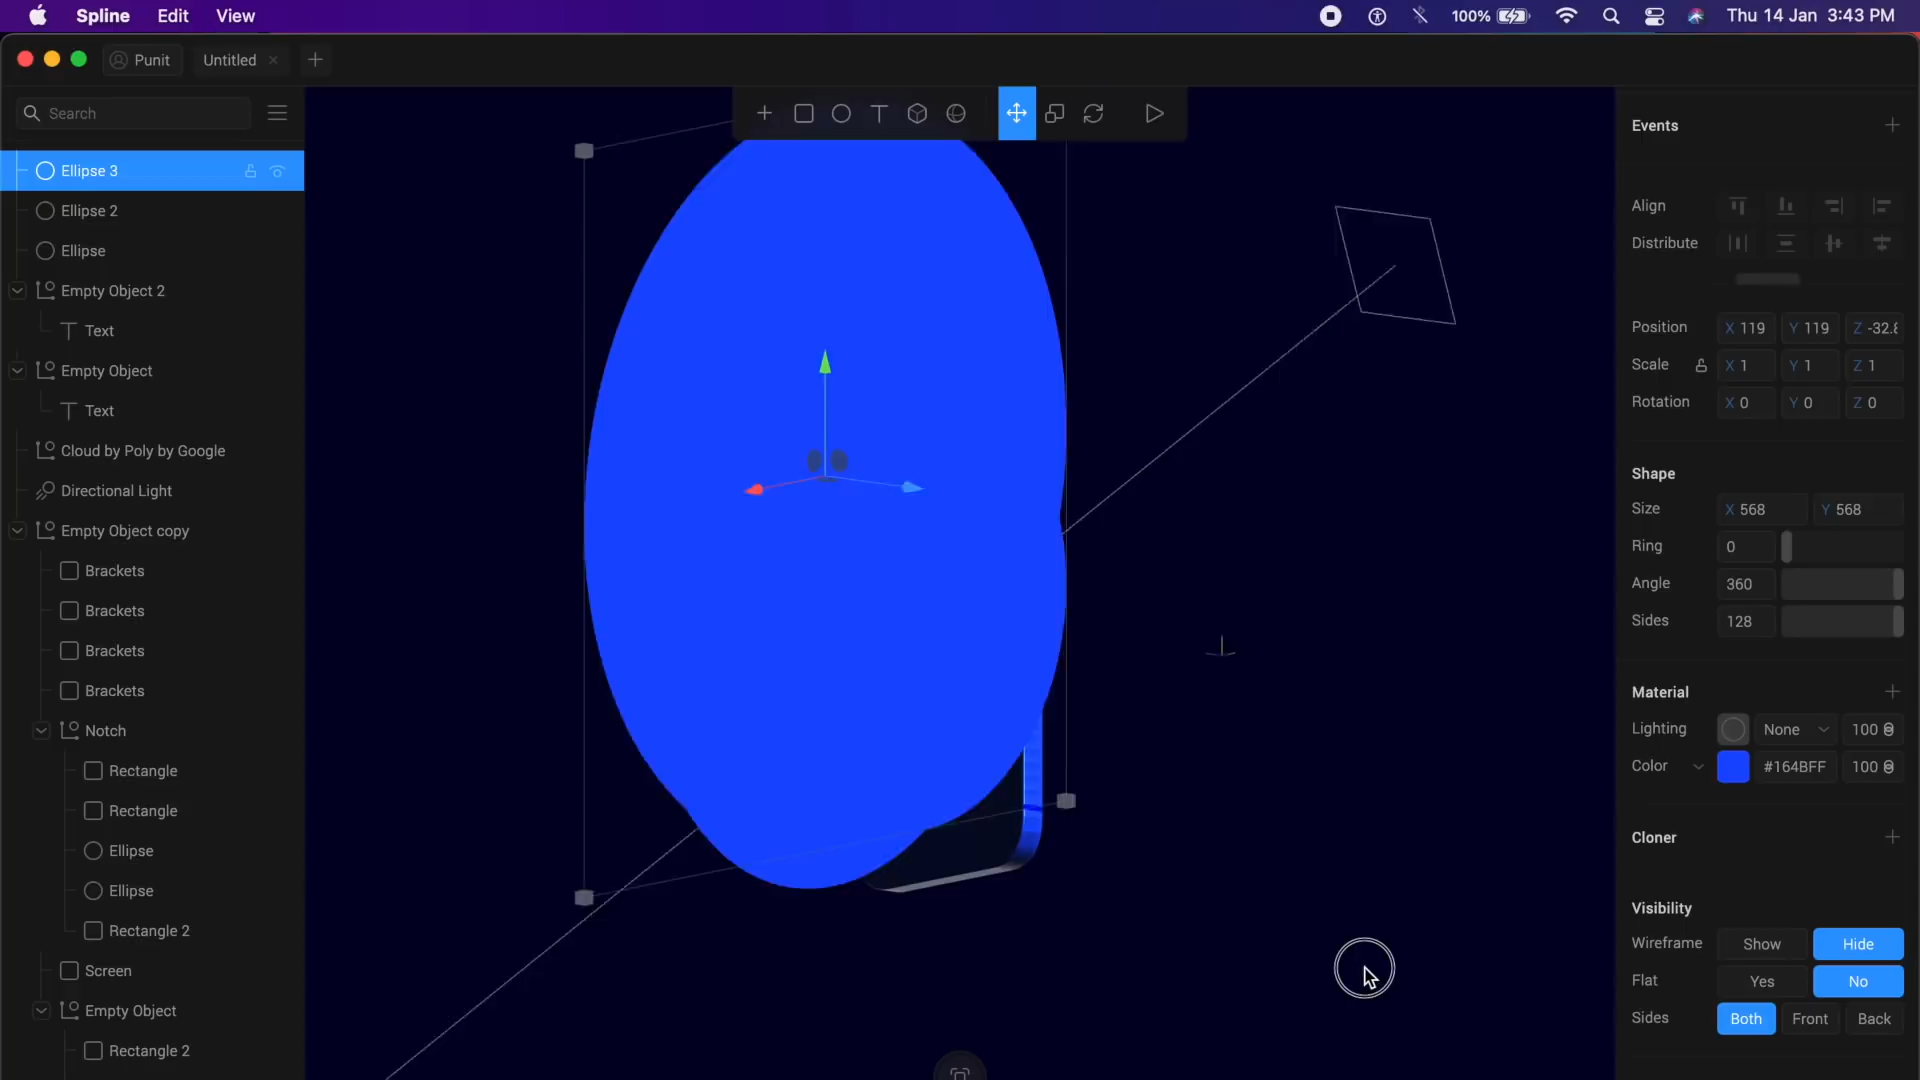 Spline Edit View 100% Thu 14 Jan 3:43 PM
Punit Untitled
Search
Ellipse 3
Ellipse 2
Ellipse
Empty Object 2
Text
Empty Object
Text
Cloud by Poly by Google
Directional Light
Empty Object copy
Brackets
Brackets
Brackets
Brackets
Notch
Rectangle
Rectangle
Ellipse
Ellipse
Rectangle 2
Screen
Empty Object
Rectangle 2
Events
Align
Distribute
Position X 119 Y 119 Z -32.8
Scale X 1 Y 1 Z 1
Rotation X 0 Y 0 Z 0
Shape
Size X 568 Y 568
Ring 0
Angle 360
Sides 128
Material
Lighting None 100
Color #164BFF 100
Cloner
Visibility
Wireframe Show Hide
Flat Yes No
Sides Both Front Back